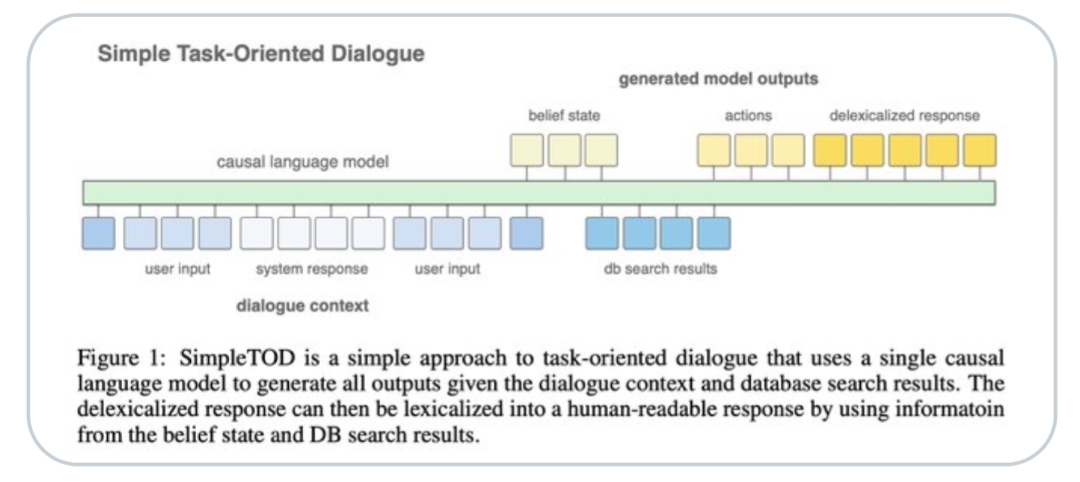 Simple Task-Oriented Dialogue
generated model outputs
belief state
actions
delexicalized response
causal language model
user input
system response
user input
db search results
dialogue context
Figure 1: SimpleTOD is a simple approach to task-oriented dialogue that uses a single causal
language model to generate all outputs given the dialogue context and database search results. The
delexicalized response can then be lexicalized into a human-readable response by using informatoin
from the belief state and DB search results.